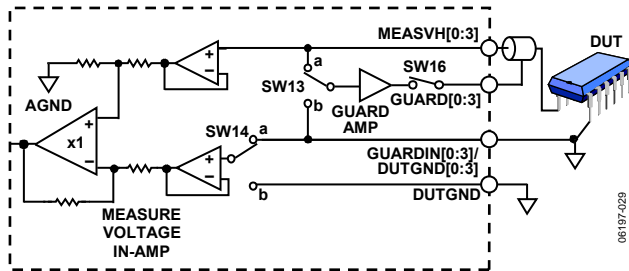 MEASVH[0:3]
DUT
a
SW13
b
GUARD
AMP
SW16
GUARD[0:3]
AGND
+
–
+
x1
–
SW14
a
+
–
b
GUARDIN[0:3]/
DUTGND[0:3]
DUTGND
MEASURE
VOLTAGE
IN-AMP
06197-029